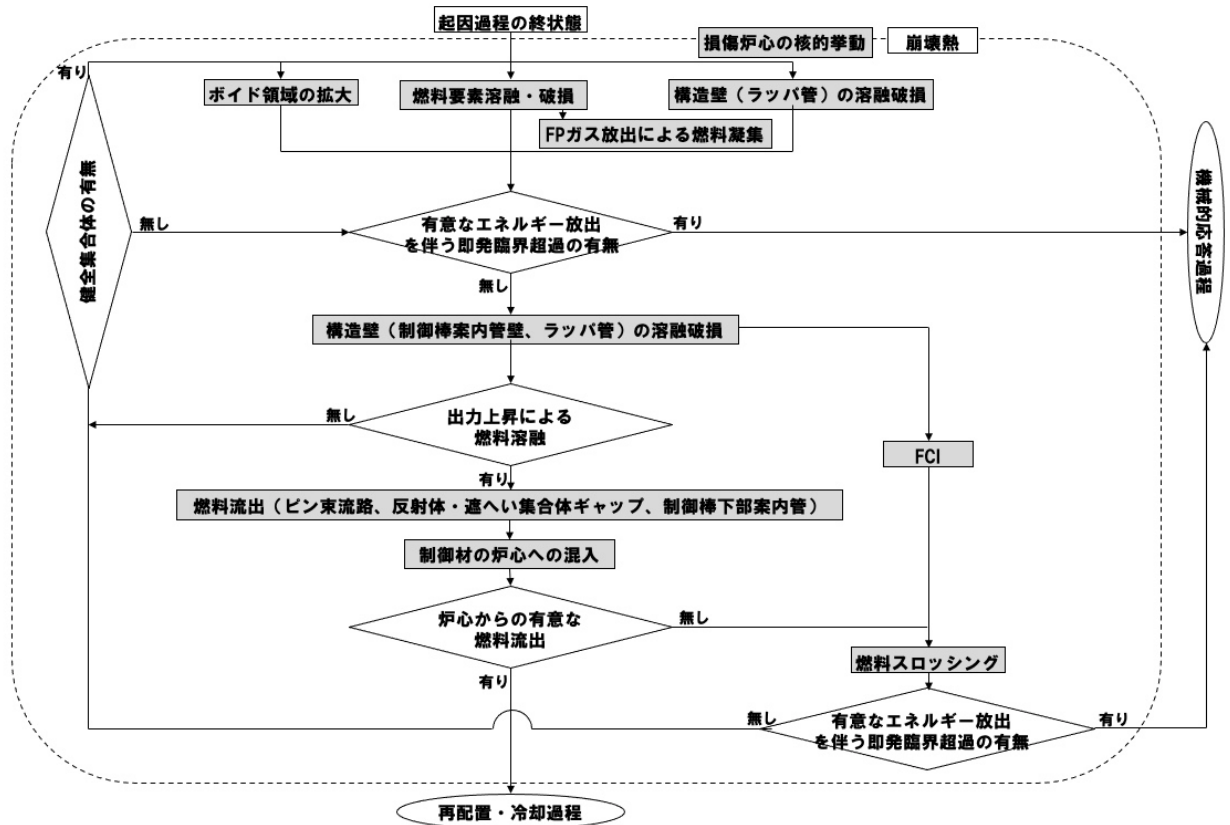 起因過程の終状態
損傷炉心の核的挙動
崩壊熱
有り
ボイド領域の拡大
燃料要素溶融・破損
構造壁（ラッパ管）の溶融破損
FPガス放出による燃料凝集
健全集合体の有無
無し
有意なエネルギー放出
を伴う即発臨界超過の有無
有り
機械的応答過程
無し
構造壁（制御棒案内管壁、ラッパ管）の溶融破損
無し
出力上昇による
燃料溶融
FCI
有り
燃料流出（ピン束流路、反射体・遮へい集合体ギャップ、制御棒下部案内管）
制御材の炉心への混入
炉心からの有意な
燃料流出
無し
燃料スロッシング
有り
無し
有意なエネルギー放出
を伴う即発臨界超過の有無
有り
再配置・冷却過程